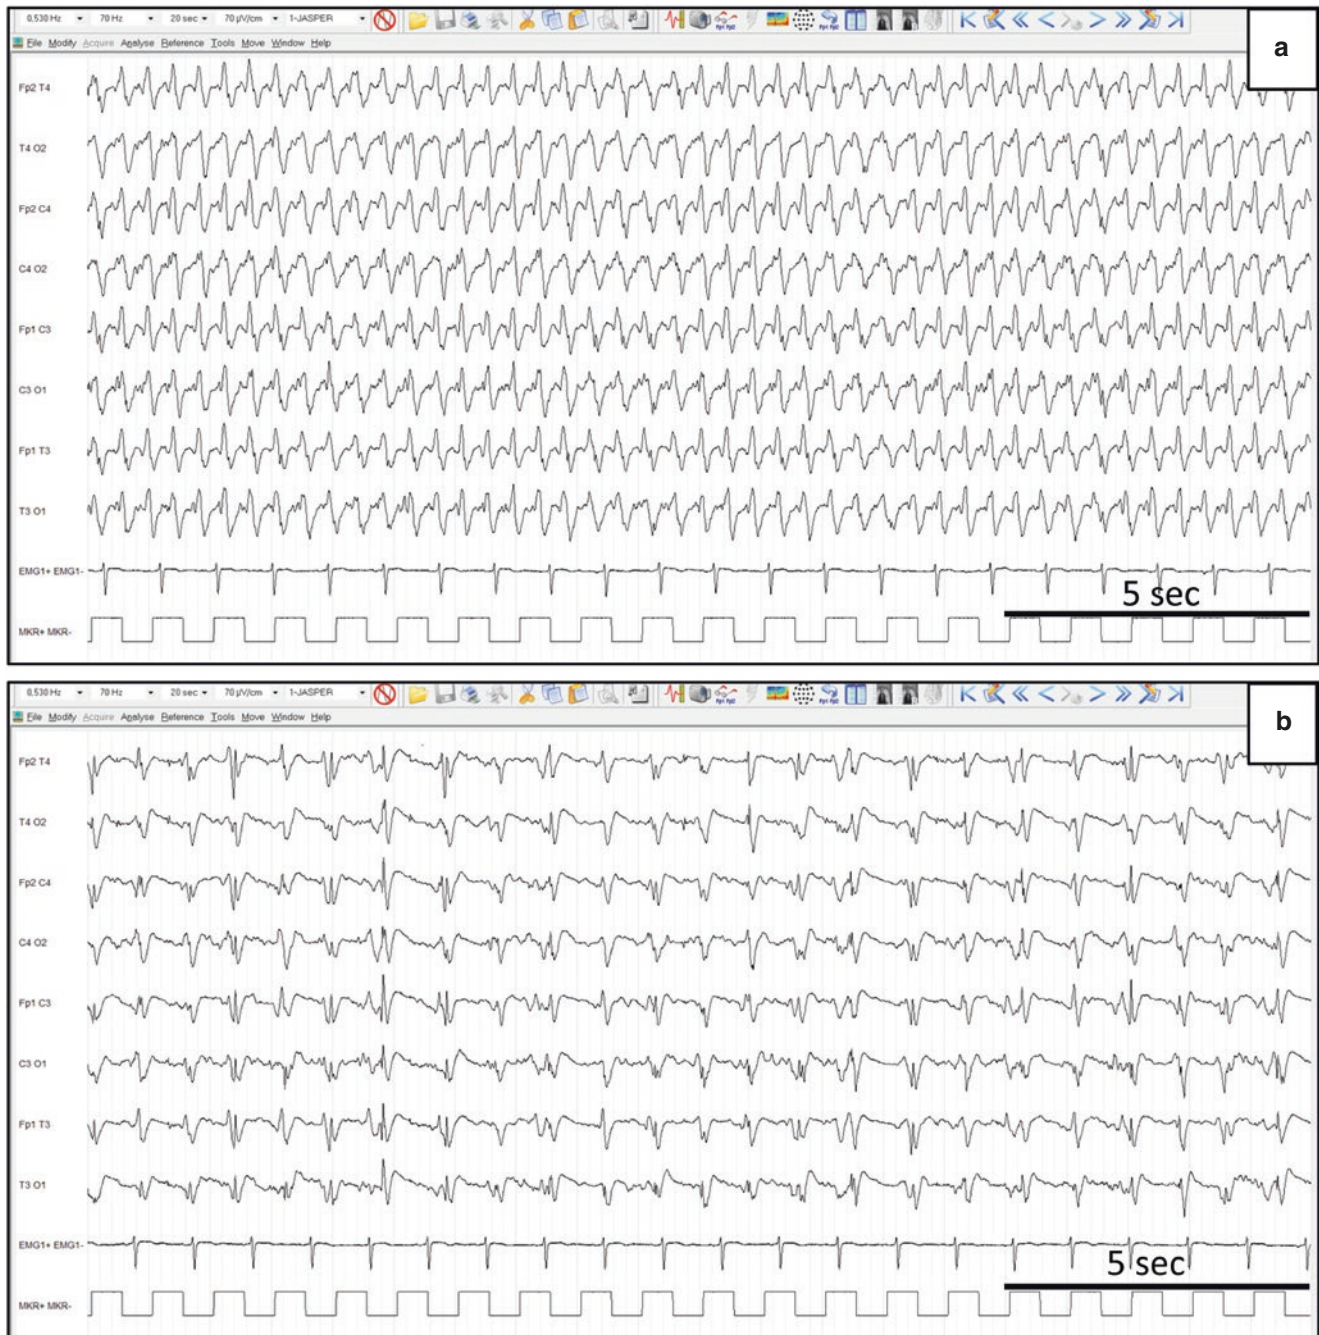 0,530 Hz 70 Hz 20 sec 70 µV/cm 1-JASPER
a
File Modify Acquire Analyse Reference Tools Move Window Help
Fp2 T4
T4 O2
Fp2 C4
C4 O2
Fp1 C3
C3 O1
Fp1 T3
T3 O1
EMG1+ EMG1-
5 sec
MKR+ MKR-
0,530 Hz 70 Hz 20 sec 70 µV/cm 1-JASPER
b
File Modify Acquire Analyse Reference Tools Move Window Help
Fp2 T4
T4 O2
Fp2 C4
C4 O2
Fp1 C3
C3 O1
Fp1 T3
T3 O1
EMG1+ EMG1-
5 sec
MKR+ MKR-